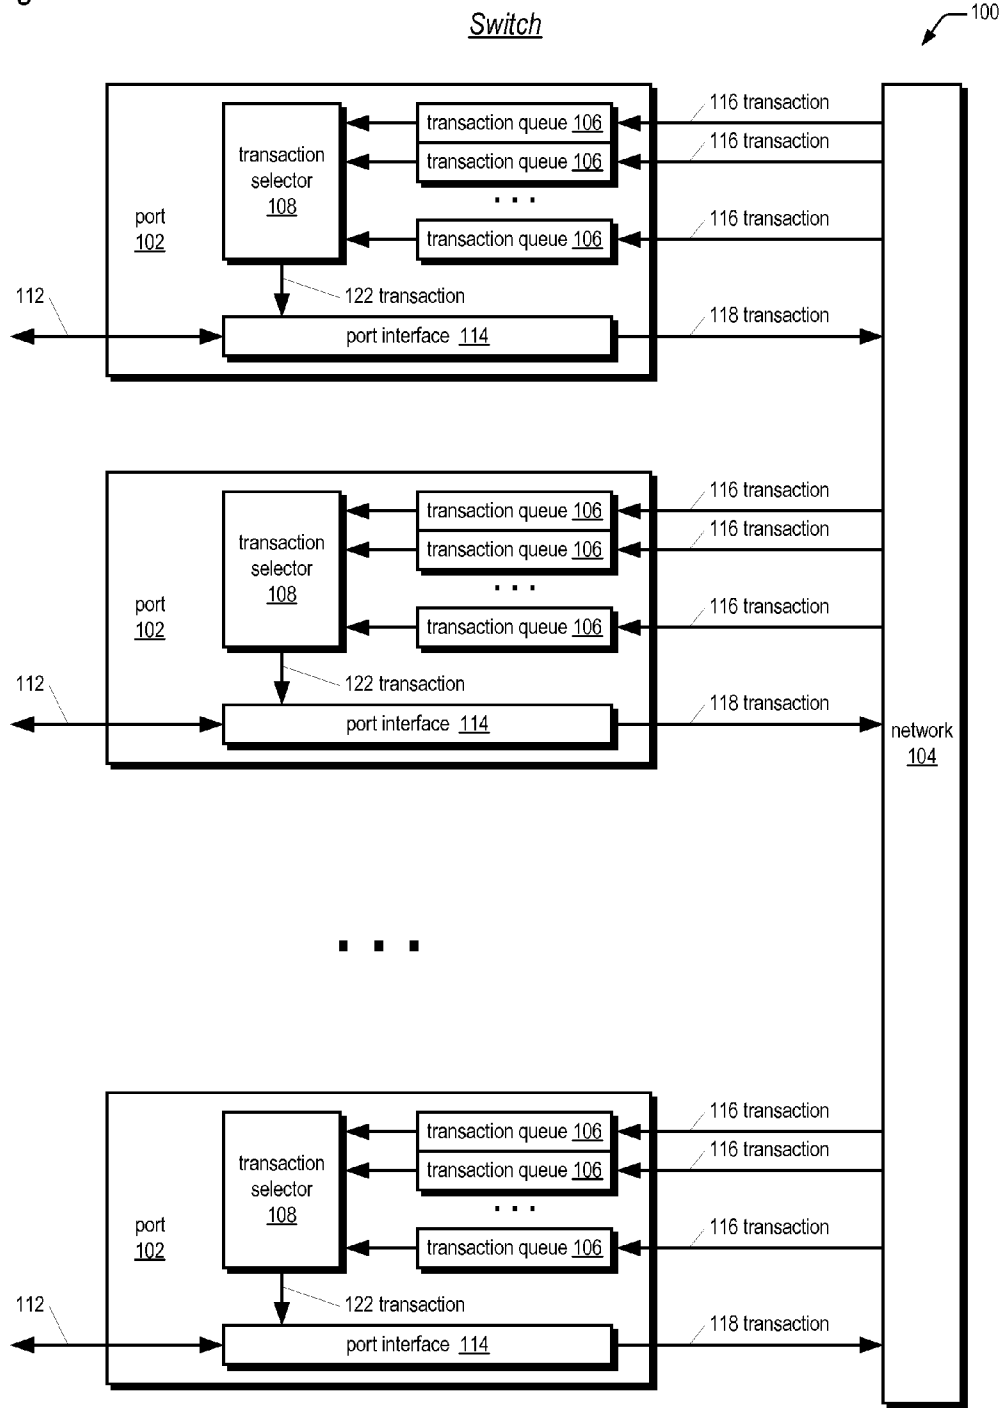 Switch
100
transaction queue 106
116 transaction
transaction queue 106
116 transaction
transaction selector 108
. . .
transaction queue 106
116 transaction
port 102
122 transaction
112
port interface 114
118 transaction
transaction queue 106
116 transaction
transaction queue 106
116 transaction
transaction selector 108
. . .
transaction queue 106
116 transaction
port 102
122 transaction
112
port interface 114
118 transaction
network 104
. . .
transaction queue 106
116 transaction
transaction queue 106
116 transaction
transaction selector 108
. . .
transaction queue 106
116 transaction
port 102
122 transaction
112
port interface 114
118 transaction